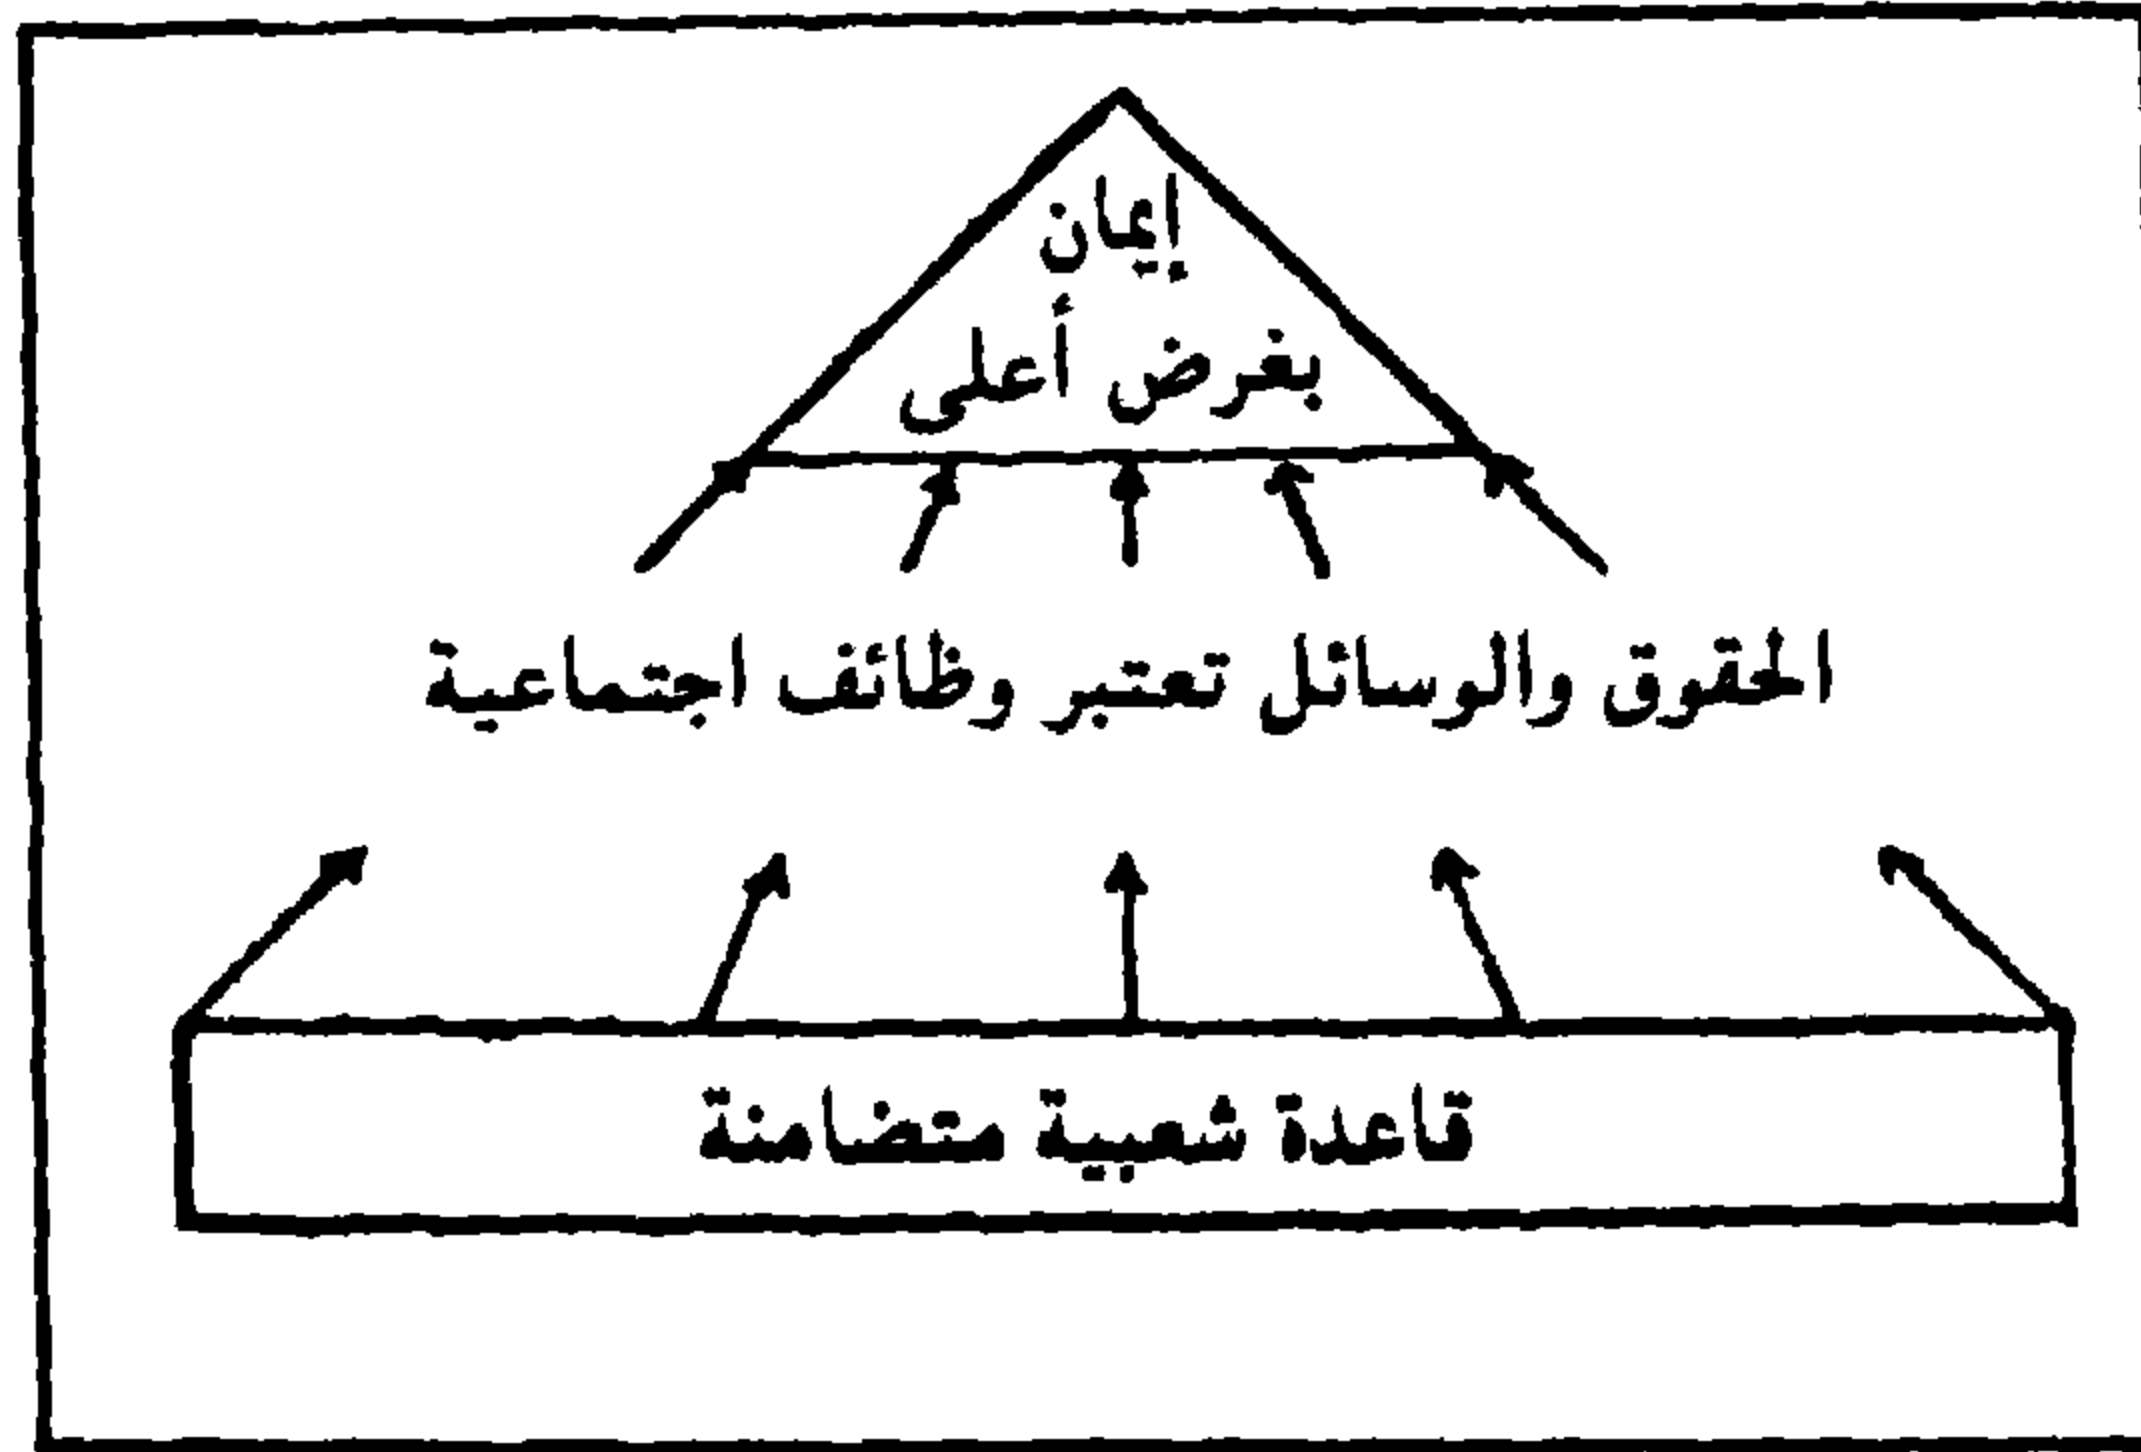 إيمان
بغرض أعلى
الحقوق والوسائل تعتبر وظائف اجتماعية
قاعدة شعبية متضامنة